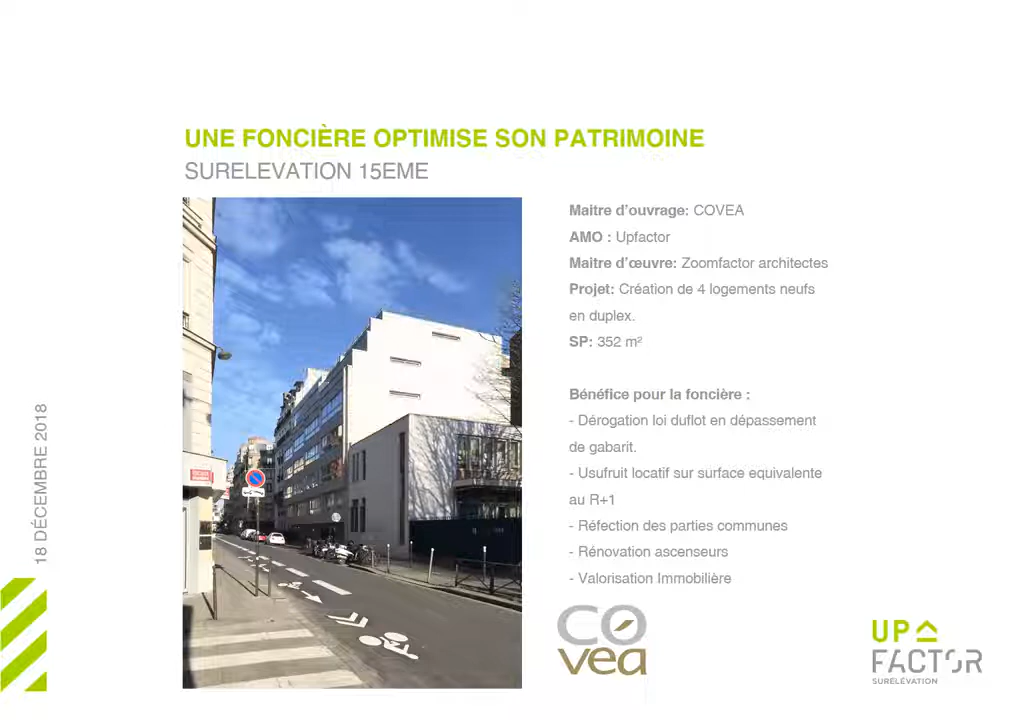 UNE FONCIÈRE OPTIMISE SON PATRIMOINE
SURELEVATION 15EME
Maitre d'ouvrage: COVEA
AMO : Upfactor
Maitre d'œuvre: Zoomfactor architectes
Projet: Création de 4 logements neufs
en duplex.
SP: 352 m²
Bénéfice pour la foncière :
- Dérogation loi duflot en dépassement
de gabarit.
- Usufruit locatif sur surface equivalente
au R+1
- Réfection des parties communes
- Rénovation ascenseurs
- Valorisation Immobilière
18 DÉCEMBRE 2018
COvéa
UP
FACTOR
SURELÉVATION